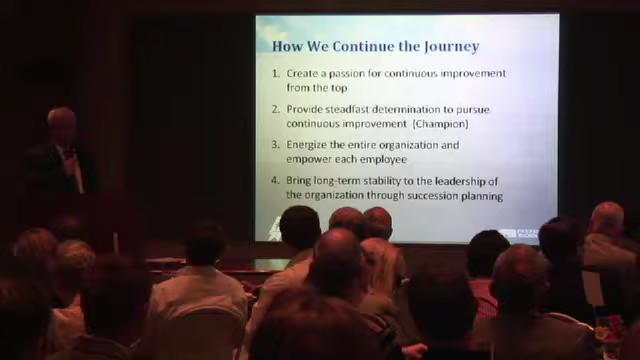 How We Continue the Journey
1. Create a passion for continuous improvement
from the top
2. Provide steadfast determination to pursue
continuous improvement (Champion)
3. Energize the entire organization and
empower each employee
4. Bring long-term stability to the leadership of
the organization through succession planning